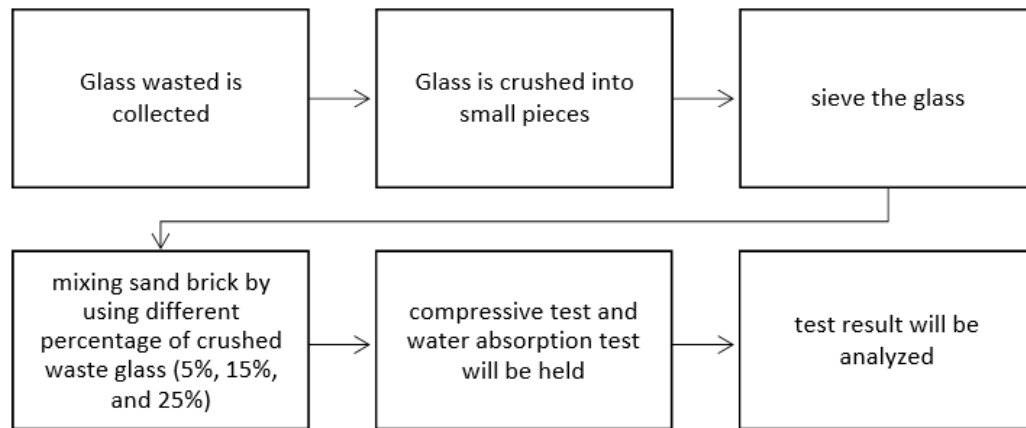 Glass wasted is
collected
Glass is crushed into
small pieces
sieve the glass
mixing sand brick by
using different
percentage of crushed
waste glass (5%, 15%,
and 25%)
compressive test and
water absorption test
will be held
test result will be
analyzed